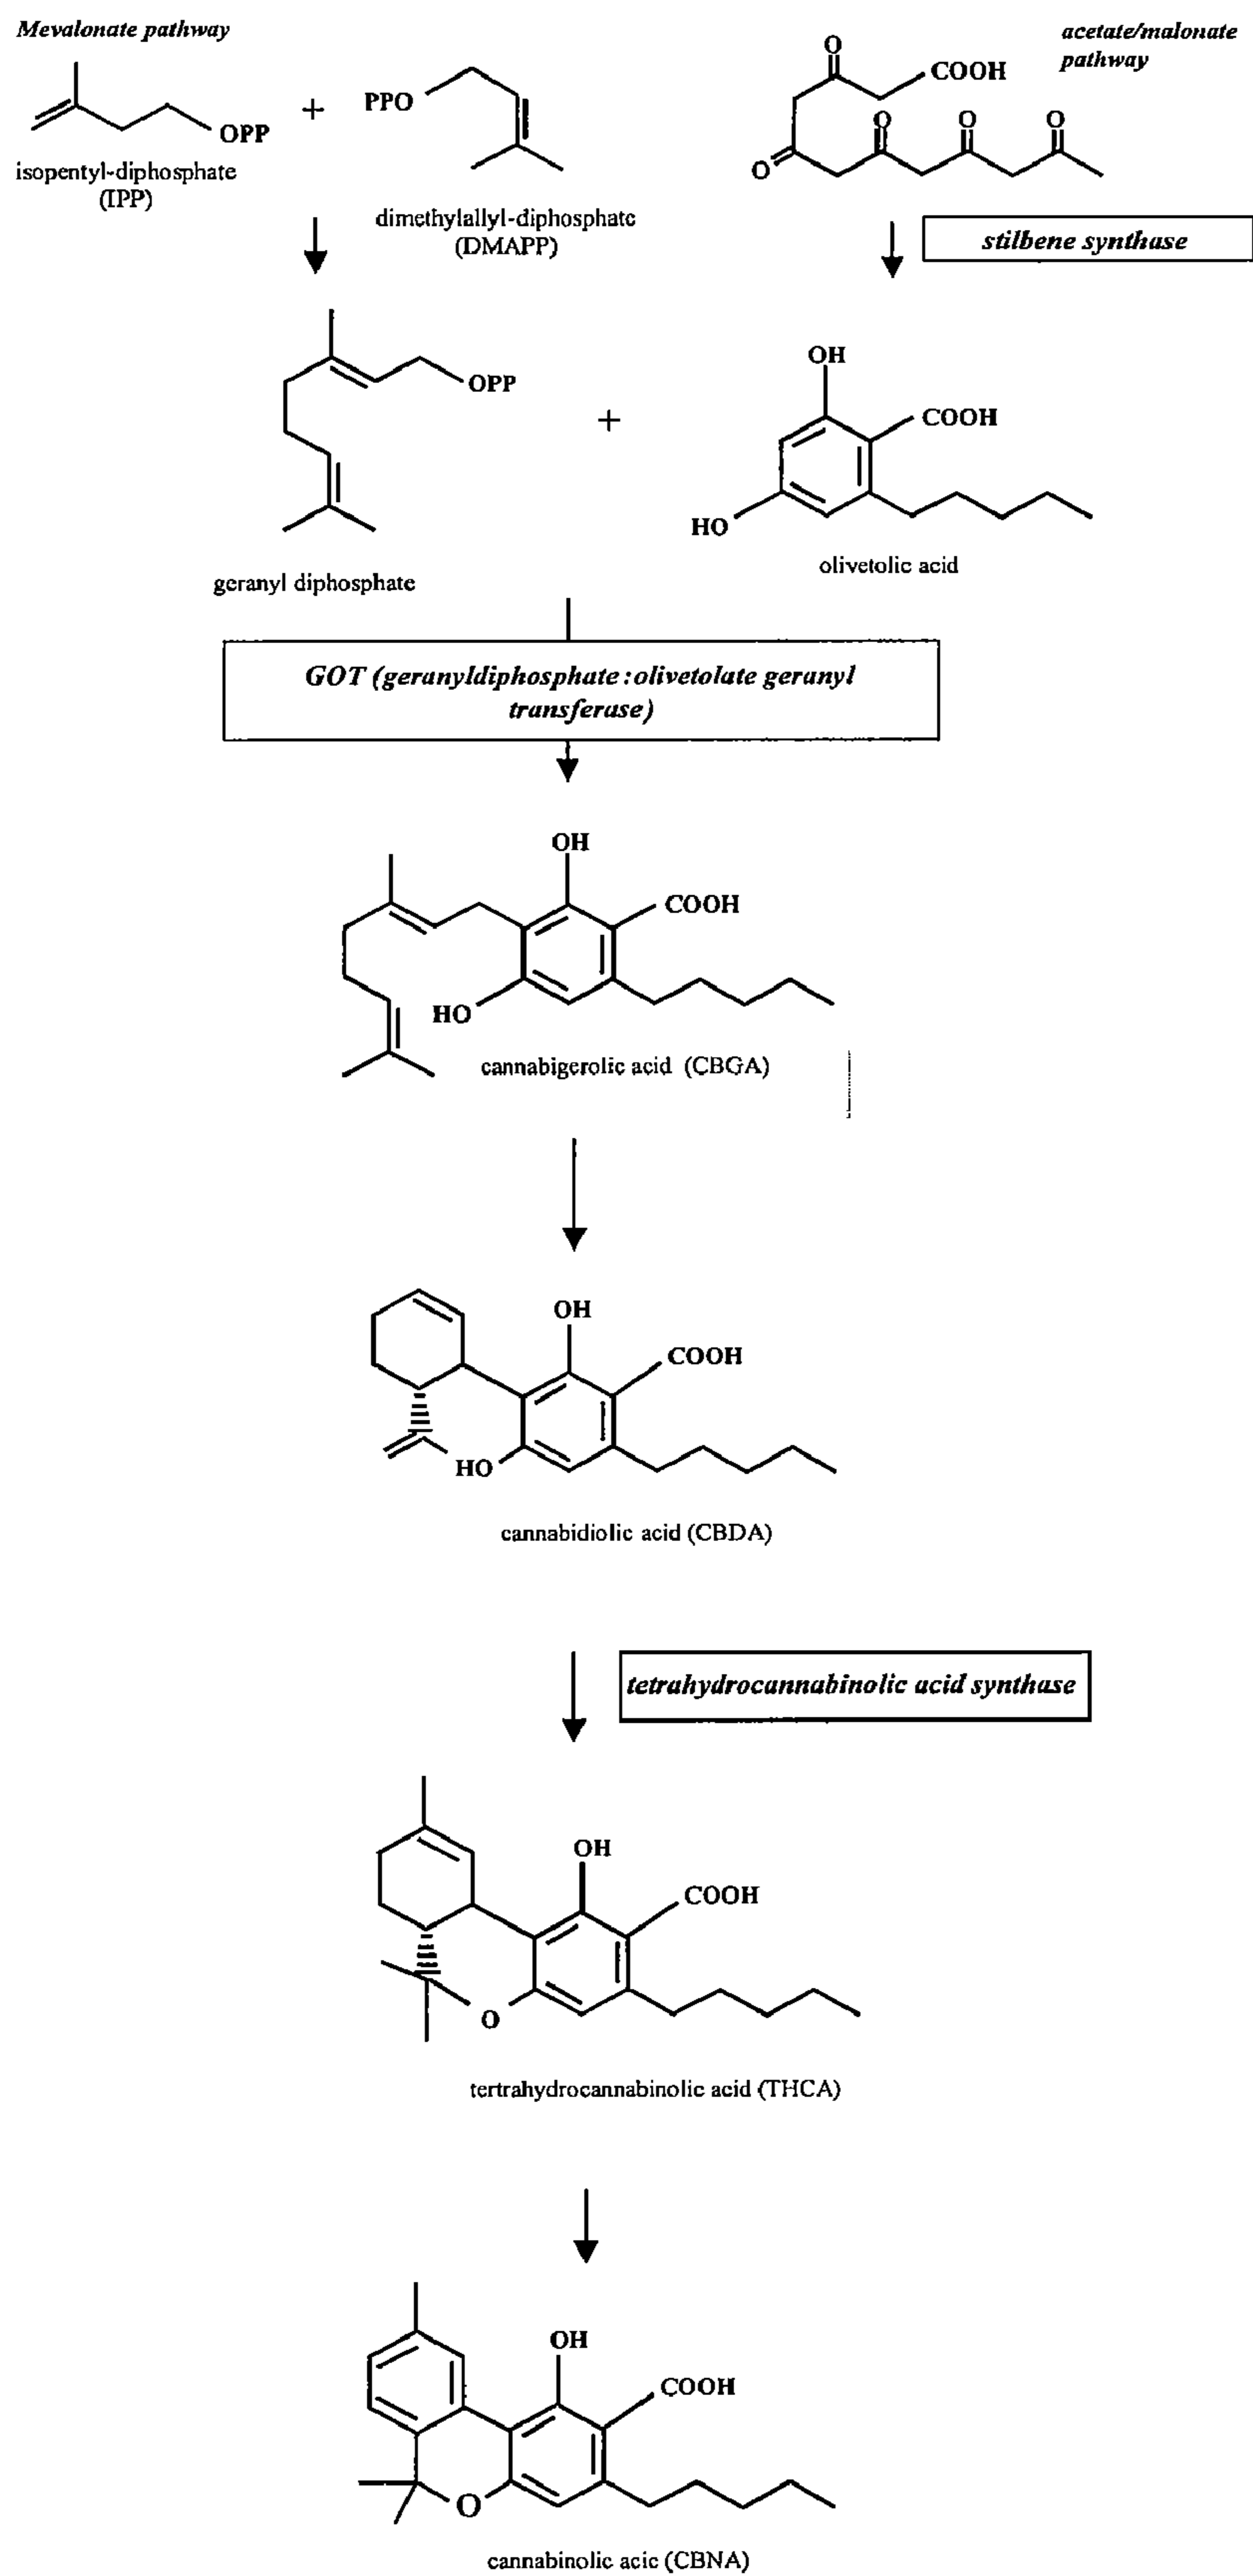 Mevalonate pathway
acetate/malonate
pathway
OPP
isopentyl-diphosphate
(IPP)
+
PPO
dimethylallyl-diphosphate
(DMAPP)
O
COOH
O
O
O
O
stilbene synthase
OPP
geranyl diphosphate
+
OH
COOH
HO
olivetolic acid
GOT (geranyldiphosphate:olivetolate geranyl
transferase)
OH
COOH
HO
cannabigerolic acid (CBGA)
OH
COOH
HO
cannabidiolic acid (CBDA)
tetrahydrocannabinolic acid synthase
OH
COOH
O
tertrahydrocannabinolic acid (THCA)
OH
COOH
O
cannabinolic acic (CBNA)